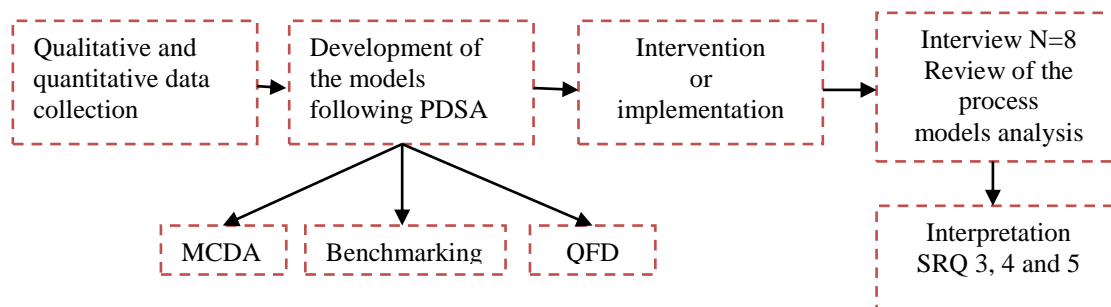 Qualitative and
quantitative data
collection
Development of
the models
following PDSA
Intervention
or
implementation
Interview N=8
Review of the
process
models analysis
MCDA
Benchmarking
QFD
Interpretation
SRQ 3, 4 and 5